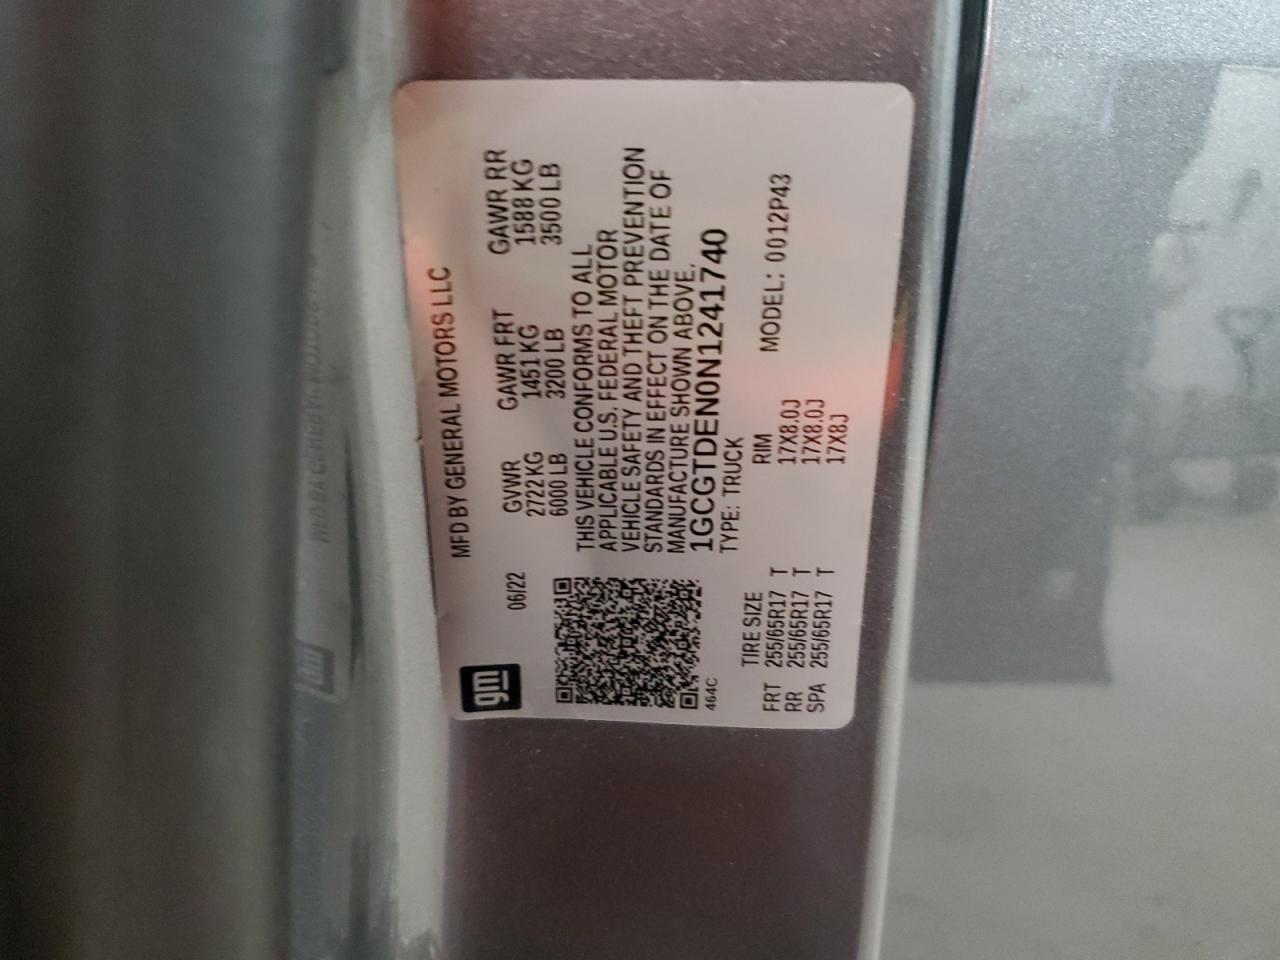 gm
MFD BY GENERAL MOTORS LLC
06/22
GVWR GAWR FRT GAWR RR
2722 KG 1451 KG 1588 KG
6000 LB 3200 LB 3500 LB
THIS VEHICLE CONFORMS TO ALL
APPLICABLE U.S. FEDERAL MOTOR
VEHICLE SAFETY AND THEFT PREVENTION
STANDARDS IN EFFECT ON THE DATE OF
MANUFACTURE SHOWN ABOVE.
1GCGTDEN0N1241740
464C
TYPE: TRUCK
TIRE SIZE RIM MODEL: 0012P43
FRT 255/65R17 T 17X8.0J
RR 255/65R17 T 17X8.0J
SPA 255/65R17 T 17X8J